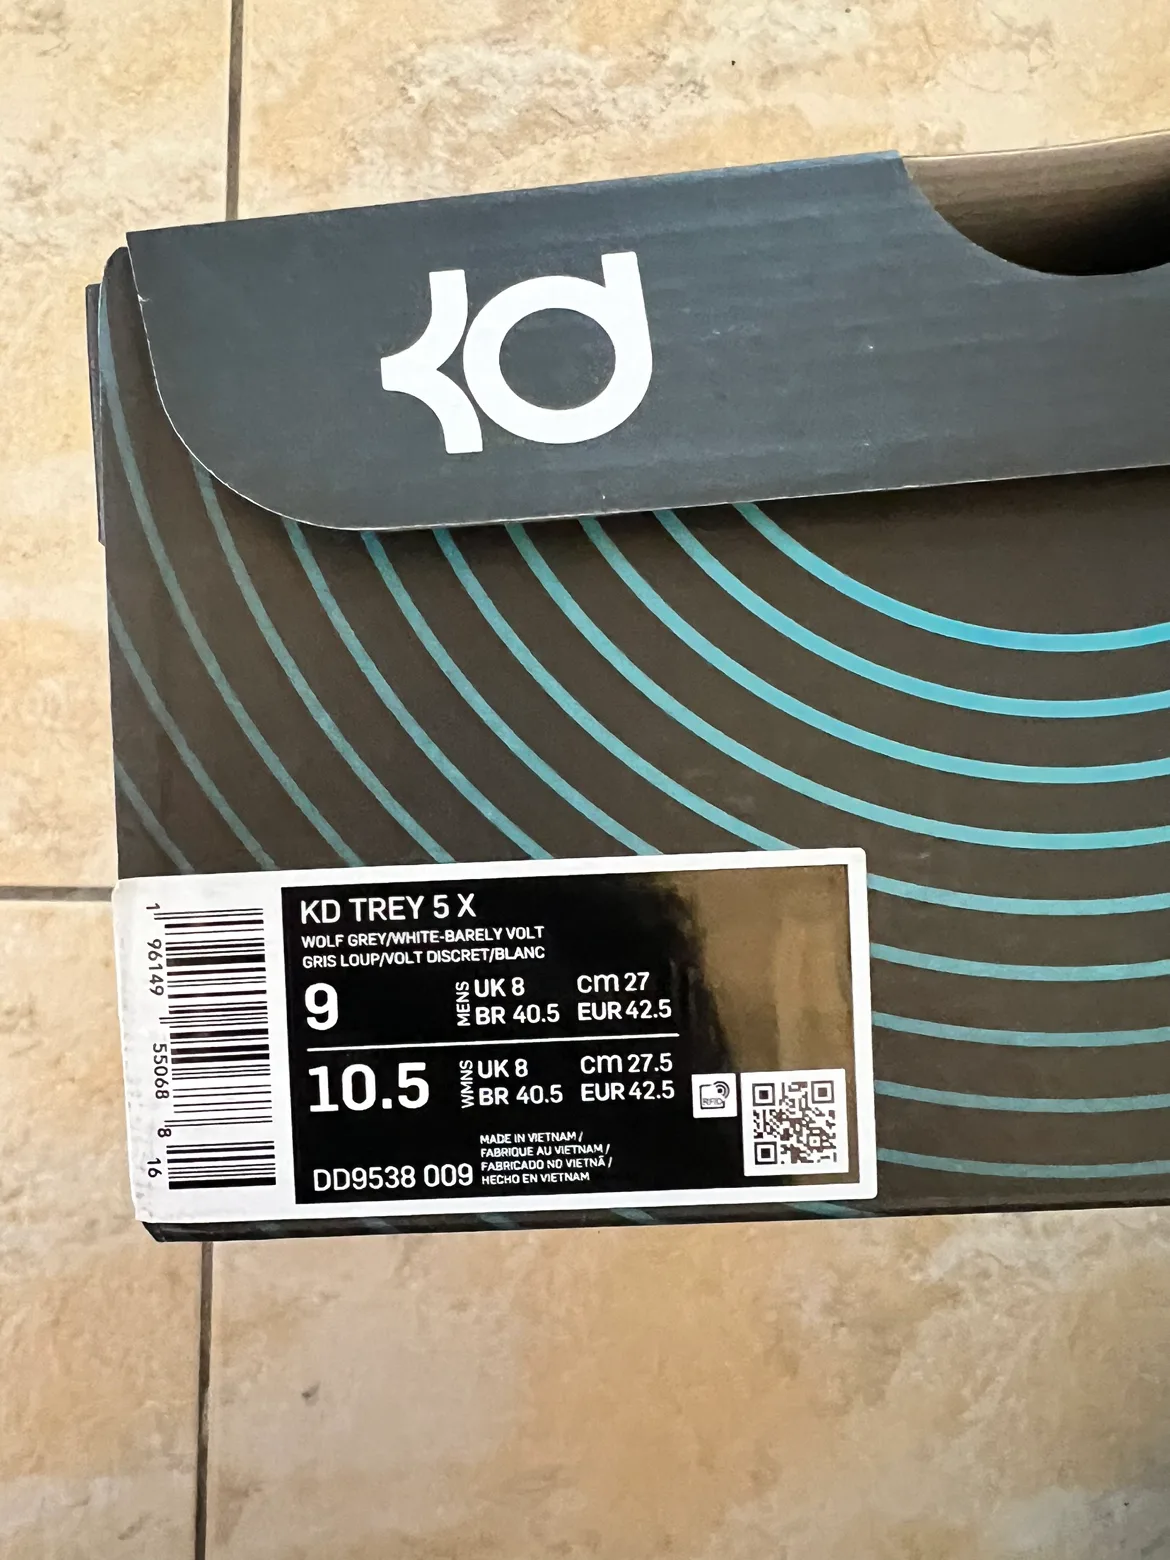 kd
KD TREY 5 X
WOLF GREY/WHITE-BARELY VOLT
GRIS LOUP/VOLT DISCRET/BLANC
9
MENS
UK 8
cm 27
BR 40.5
EUR 42.5
10.5
WMNS
UK 8
cm 27.5
BR 40.5
EUR 42.5
RFID
DD9538 009
MADE IN VIETNAM /
FABRIQUE AU VIETNAM /
FABRICADO NO VIETNÃ /
HECHO EN VIETNAM
1 96149 55068 8 16